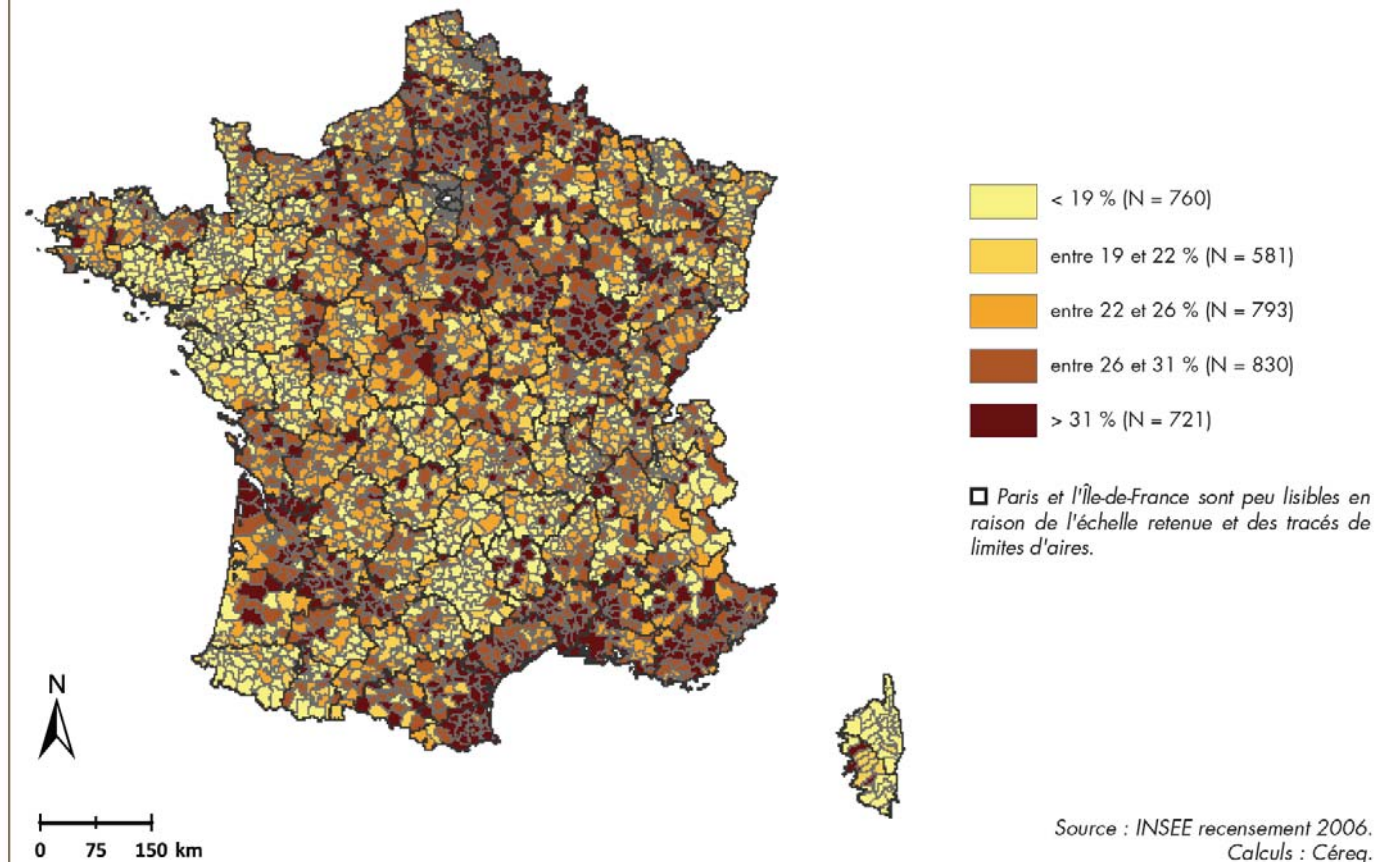 < 19 % (N = 760)
entre 19 et 22 % (N = 581)
entre 22 et 26 % (N = 793)
entre 26 et 31 % (N = 830)
> 31 % (N = 721)
Paris et l'Île-de-France sont peu lisibles en
raison de l'échelle retenue et des tracés de
limites d'aires.
N
0 75 150 km
Source : INSEE recensement 2006.
Calculs : Céreq.